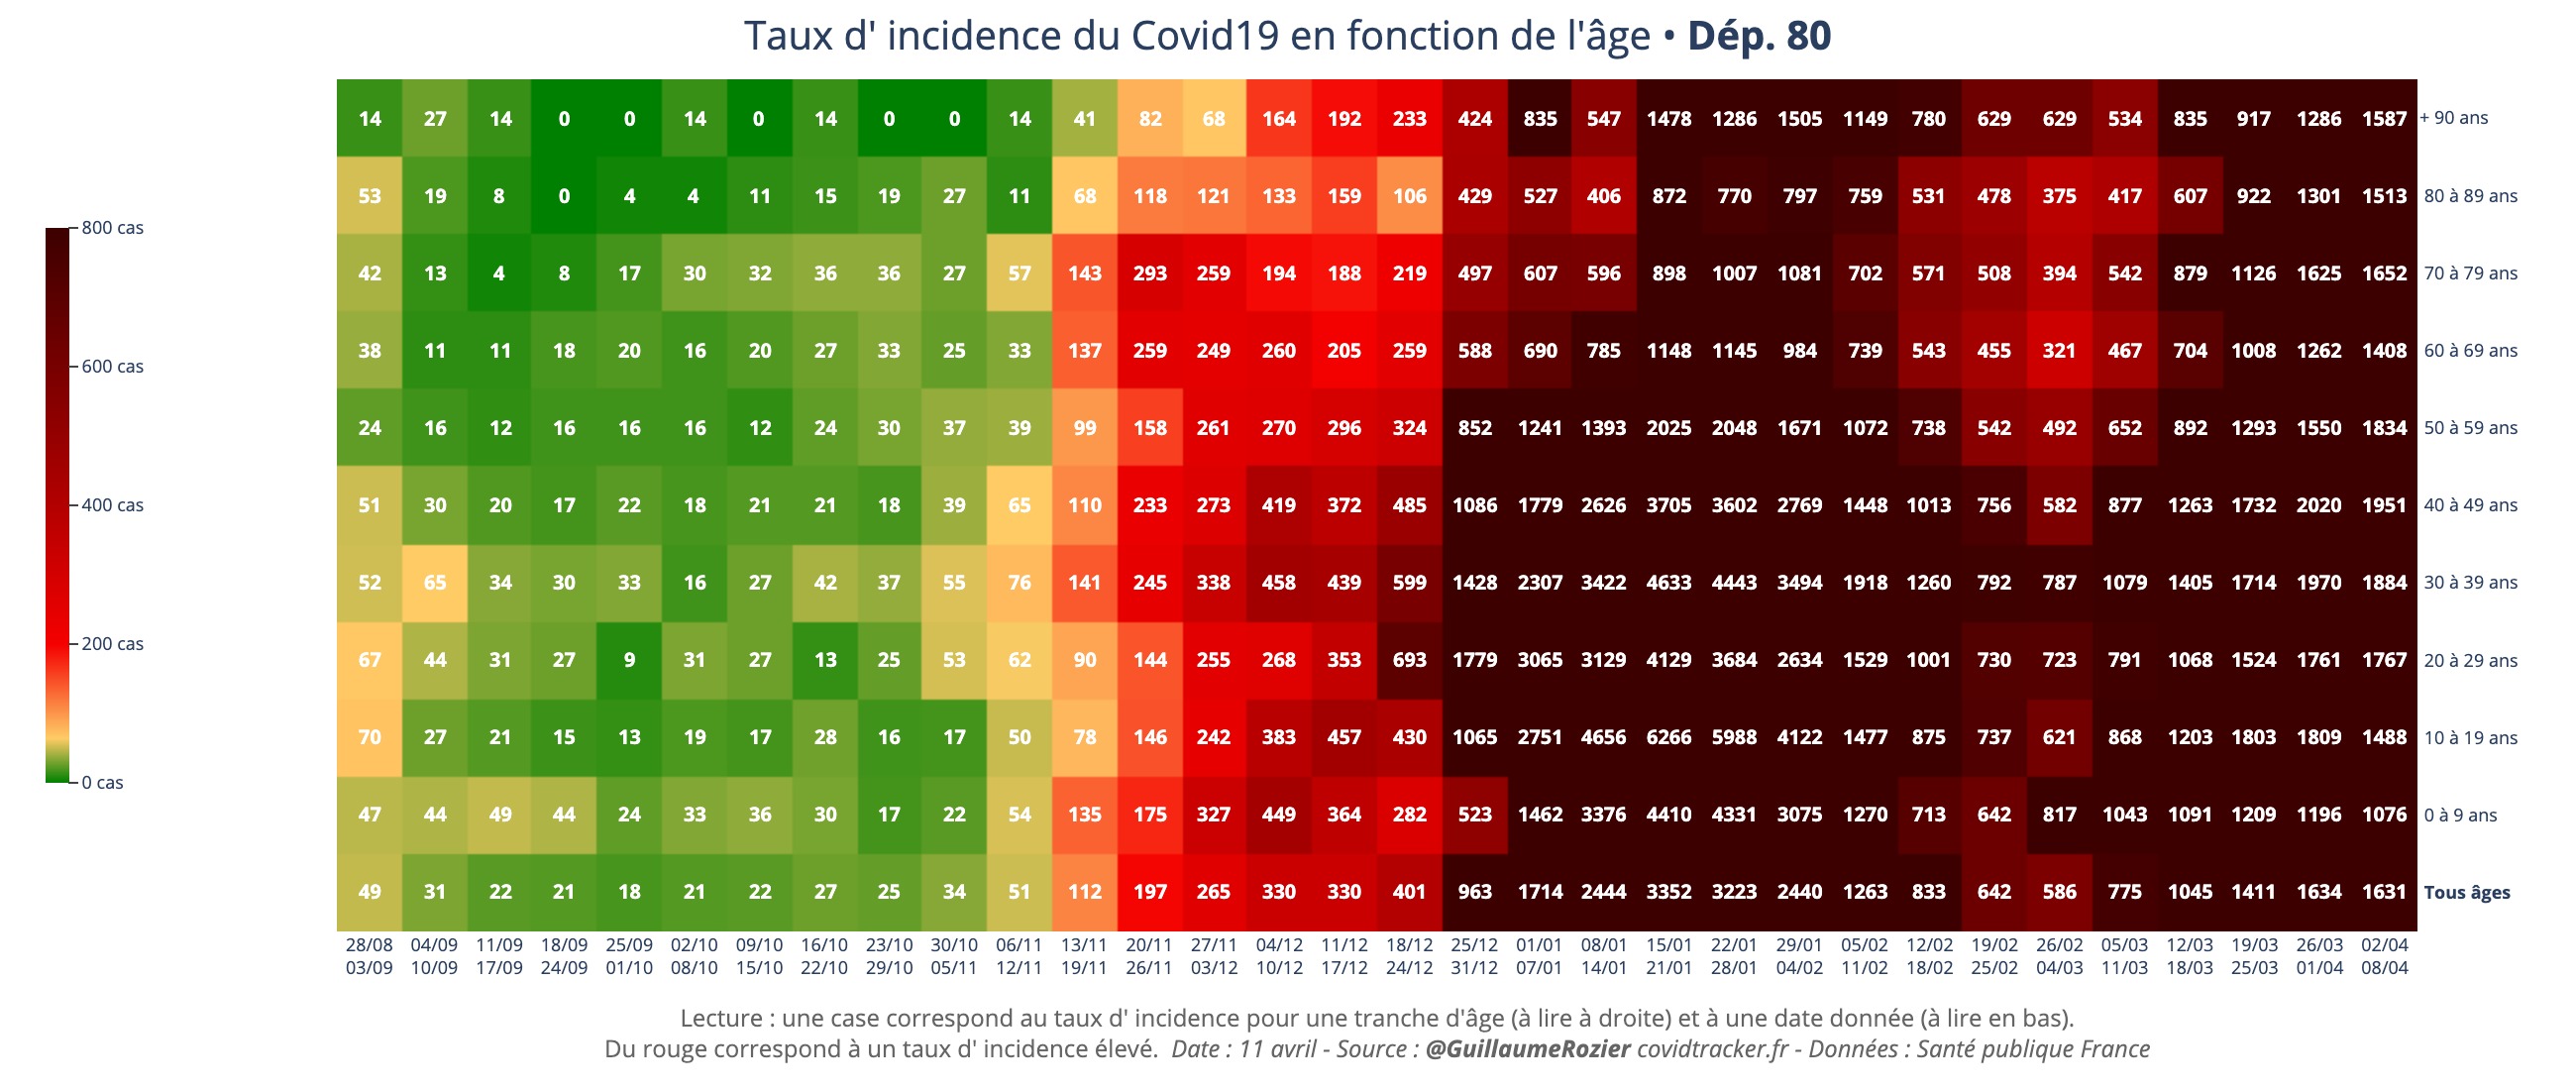 Taux d' incidence du Covid19 en fonction de l'âge • Dép. 80
800 cas
600 cas
400 cas
200 cas
0 cas
14 27 14 0 0 14 0 14 0 0 14 41 82 68 164 192 233 424 835 547 1478 1286 1505 1149 780 629 629 534 835 917 1286 1587 + 90 ans
53 19 8 0 4 4 11 15 19 27 11 68 118 121 133 159 106 429 527 406 872 770 797 759 531 478 375 417 607 922 1301 1513 80 à 89 ans
42 13 4 8 17 30 32 36 36 27 57 143 293 259 194 188 219 497 607 596 898 1007 1081 702 571 508 394 542 879 1126 1625 1652 70 à 79 ans
38 11 11 18 20 16 20 27 33 25 33 137 259 249 260 205 259 588 690 785 1148 1145 984 739 543 455 321 467 704 1008 1262 1408 60 à 69 ans
24 16 12 16 16 16 12 24 30 37 39 99 158 261 270 296 324 852 1241 1393 2025 2048 1671 1072 738 542 492 652 892 1293 1550 1834 50 à 59 ans
51 30 20 17 22 18 21 21 18 39 65 110 233 273 419 372 485 1086 1779 2626 3705 3602 2769 1448 1013 756 582 877 1263 1732 2020 1951 40 à 49 ans
52 65 34 30 33 16 27 42 37 55 76 141 245 338 458 439 599 1428 2307 3422 4633 4443 3494 1918 1260 792 787 1079 1405 1714 1970 1884 30 à 39 ans
67 44 31 27 9 31 27 13 25 53 62 90 144 255 268 353 693 1779 3065 3129 4129 3684 2634 1529 1001 730 723 791 1068 1524 1761 1767 20 à 29 ans
70 27 21 15 13 19 17 28 16 17 50 78 146 242 383 457 430 1065 2751 4656 6266 5988 4122 1477 875 737 621 868 1203 1803 1809 1488 10 à 19 ans
47 44 49 44 24 33 36 30 17 22 54 135 175 327 449 364 282 523 1462 3376 4410 4331 3075 1270 713 642 817 1043 1091 1209 1196 1076 0 à 9 ans
49 31 22 21 18 21 22 27 25 34 51 112 197 265 330 330 401 963 1714 2444 3352 3223 2440 1263 833 642 586 775 1045 1411 1634 1631 Tous âges
28/08 04/09 11/09 18/09 25/09 02/10 09/10 16/10 23/10 30/10 06/11 13/11 20/11 27/11 04/12 11/12 18/12 25/12 01/01 08/01 15/01 22/01 29/01 05/02 12/02 19/02 26/02 05/03 12/03 19/03 26/03 02/04
03/09 10/09 17/09 24/09 01/10 08/10 15/10 22/10 29/10 05/11 12/11 19/11 26/11 03/12 10/12 17/12 24/12 31/12 07/01 14/01 21/01 28/01 04/02 11/02 18/02 25/02 04/03 11/03 18/03 25/03 01/04 08/04
Lecture : une case correspond au taux d' incidence pour une tranche d'âge (à lire à droite) et à une date donnée (à lire en bas).
Du rouge correspond à un taux d' incidence élevé. Date : 11 avril - Source : @GuillaumeRozier covidtracker.fr - Données : Santé publique France